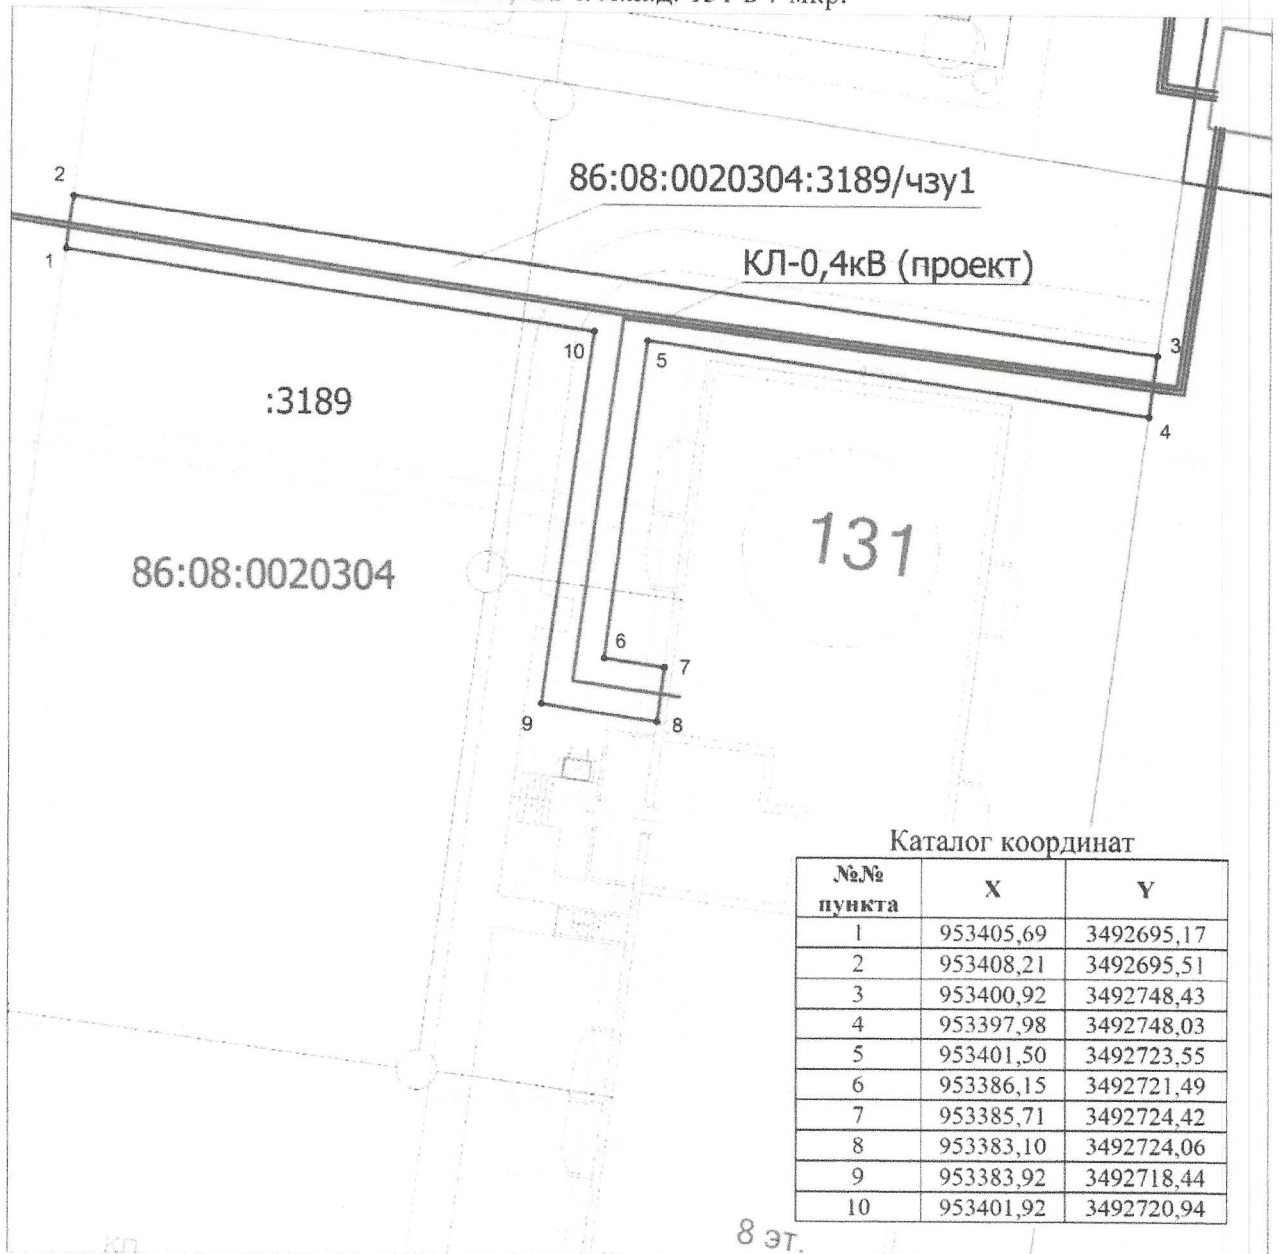 131 в 7 мкр.
2
86:08:0020304:3189/чзу1
1
КЛ-0,4кВ (проект)
10
5
3
:3189
4
131
86:08:0020304
6
7
9
8
Каталог координат
№№ пункта X Y
1 953405,69 3492695,17
2 953408,21 3492695,51
3 953400,92 3492748,43
4 953397,98 3492748,03
5 953401,50 3492723,55
6 953386,15 3492721,49
7 953385,71 3492724,42
8 953383,10 3492724,06
9 953383,92 3492718,44
10 953401,92 3492720,94
8 эт.
КЛ